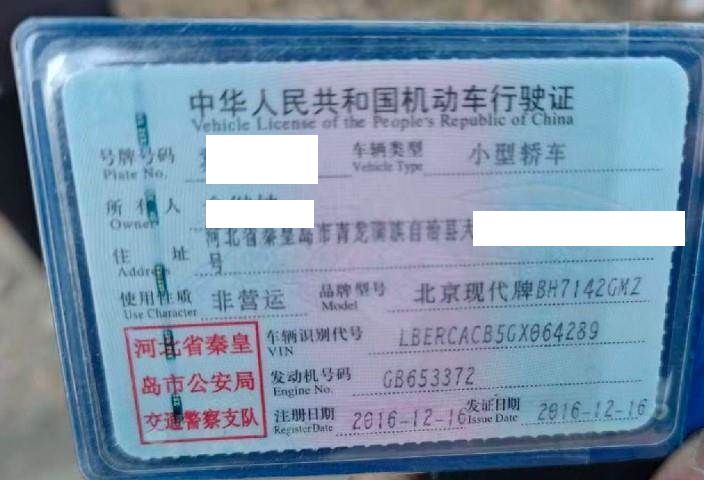 中华人民共和国机动车行驶证
Vehicle License of the People's Republic of China
号牌号码 车辆类型 小型轿车
Plate No. Vehicle Type
所有人
Owner
河北省秦皇岛市青龙满族自治县大
住址 号
Address
使用性质 非营运 品牌型号 北京现代牌BH7142GMZ
Use Character Model
河北省秦皇
岛市公安局
交通警察支队
车辆识别代号 LBERCACB5GX064289
VIN
发动机号码 GB653372
Engine No.
注册日期 2016-12-16 发证日期 2016-12-16
Register Date Issue Date